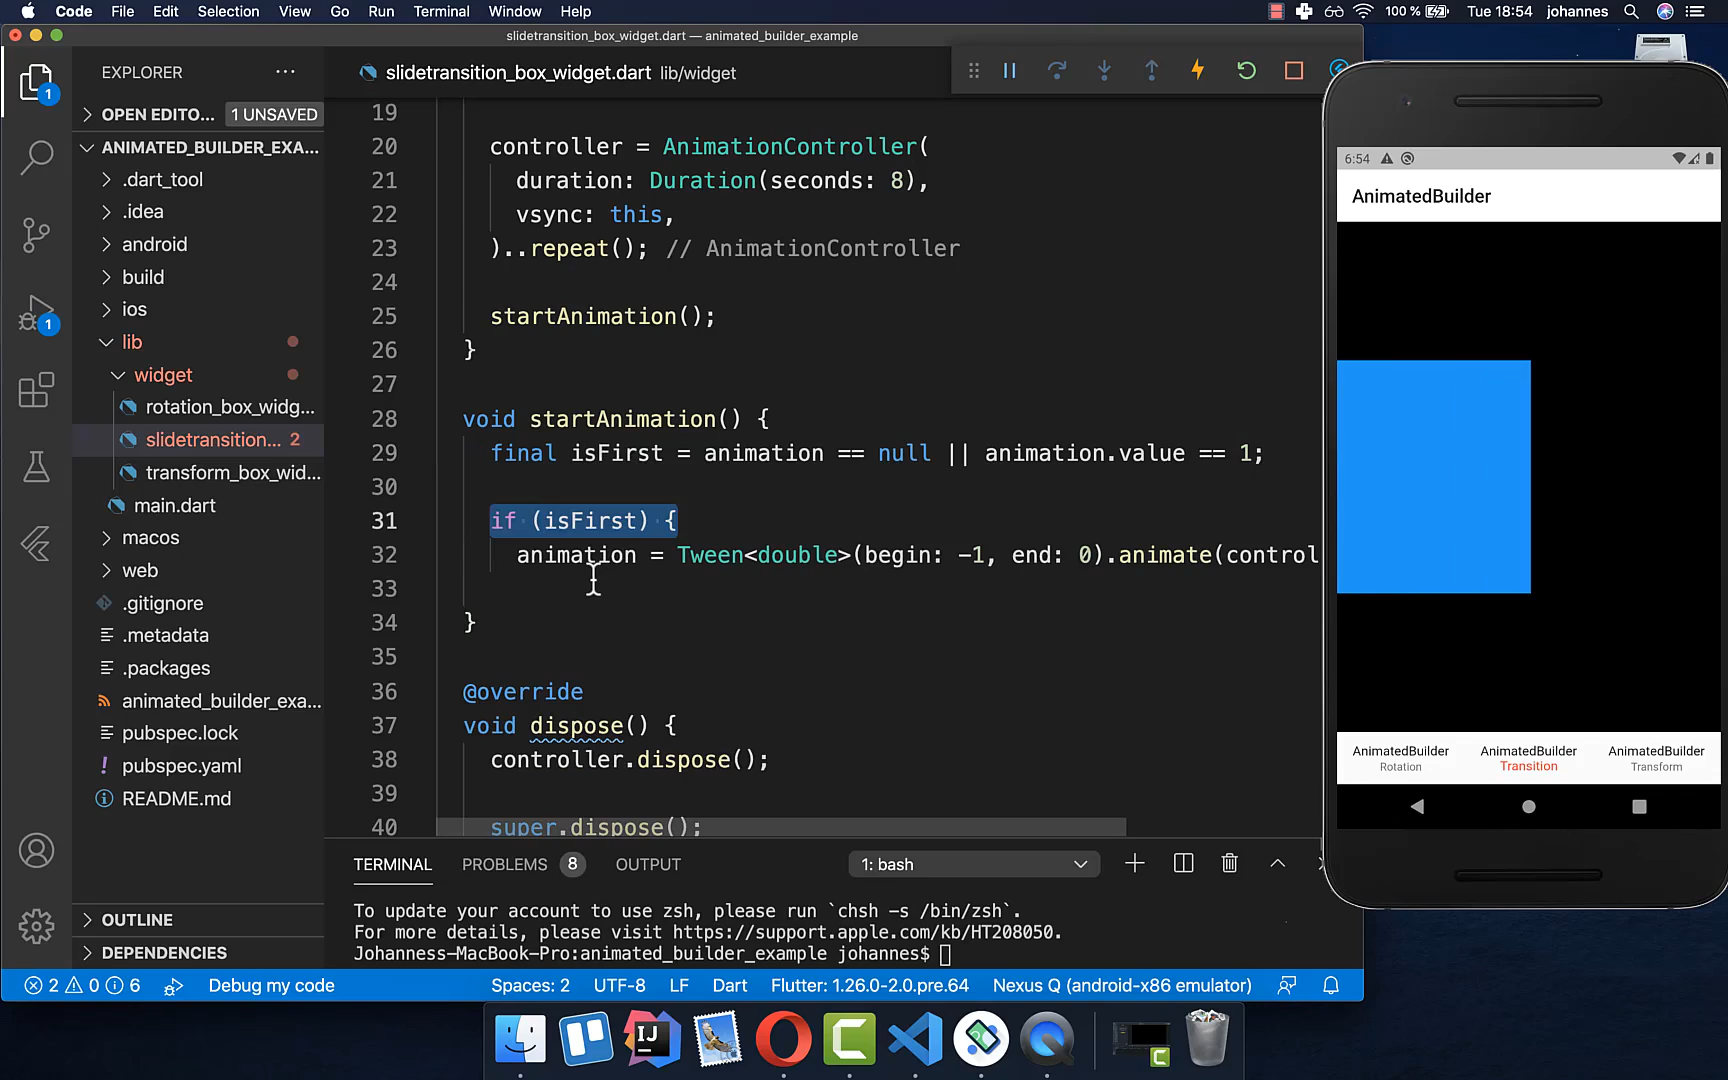 Code File Edit Selection View Go Run Terminal Window Help 100 % Tue 18:54 johannes
slidetransition_box_widget.dart — animated_builder_example
EXPLORER ···
slidetransition_box_widget.dart lib/widget
OPEN EDITO... 1 UNSAVED
ANIMATED_BUILDER_EXA...
.dart_tool
.idea
android
build
ios
lib
widget
rotation_box_widg...
slidetransition... 2
transform_box_wid...
main.dart
macos
web
.gitignore
.metadata
.packages
animated_builder_exa...
pubspec.lock
pubspec.yaml
README.md
OUTLINE
DEPENDENCIES
1
1
19
20 controller = AnimationController(
21 duration: Duration(seconds: 8),
22 vsync: this,
23 )..repeat(); // AnimationController
24
25 startAnimation();
26 }
27
28 void startAnimation() {
29 final isFirst = animation == null || animation.value == 1;
30
31 if (isFirst) {
32 animation = Tween<double>(begin: -1, end: 0).animate(control
33
34 }
35
36 @override
37 void dispose() {
38 controller.dispose();
39
40 super.dispose();
TERMINAL PROBLEMS 8 OUTPUT 1: bash
To update your account to use zsh, please run `chsh -s /bin/zsh`.
For more details, please visit https://support.apple.com/kb/HT208050.
Johanness-MacBook-Pro:animated_builder_example johannes$
2 0 6 Debug my code Spaces: 2 UTF-8 LF Dart Flutter: 1.26.0-2.0.pre.64 Nexus Q (android-x86 emulator)
6:54
AnimatedBuilder
AnimatedBuilder AnimatedBuilder AnimatedBuilder
Rotation Transition Transform
IJ
C
C